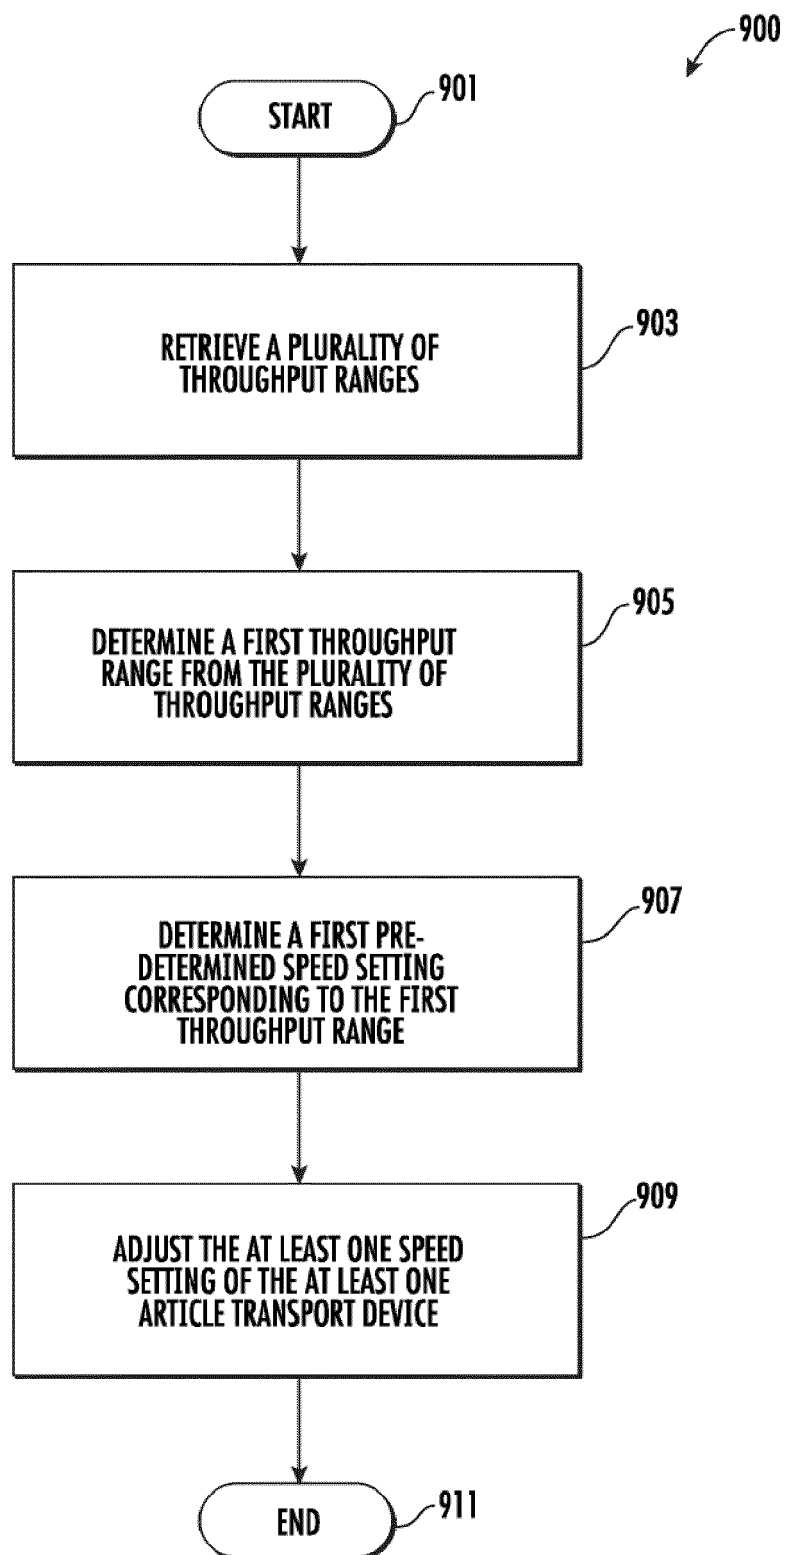 900
START
901
RETRIEVE A PLURALITY OF
THROUGHPUT RANGES
903
DETERMINE A FIRST THROUGHPUT
RANGE FROM THE PLURALITY OF
THROUGHPUT RANGES
905
DETERMINE A FIRST PRE-
DETERMINED SPEED SETTING
CORRESPONDING TO THE FIRST
THROUGHPUT RANGE
907
ADJUST THE AT LEAST ONE SPEED
SETTING OF THE AT LEAST ONE
ARTICLE TRANSPORT DEVICE
909
END
911